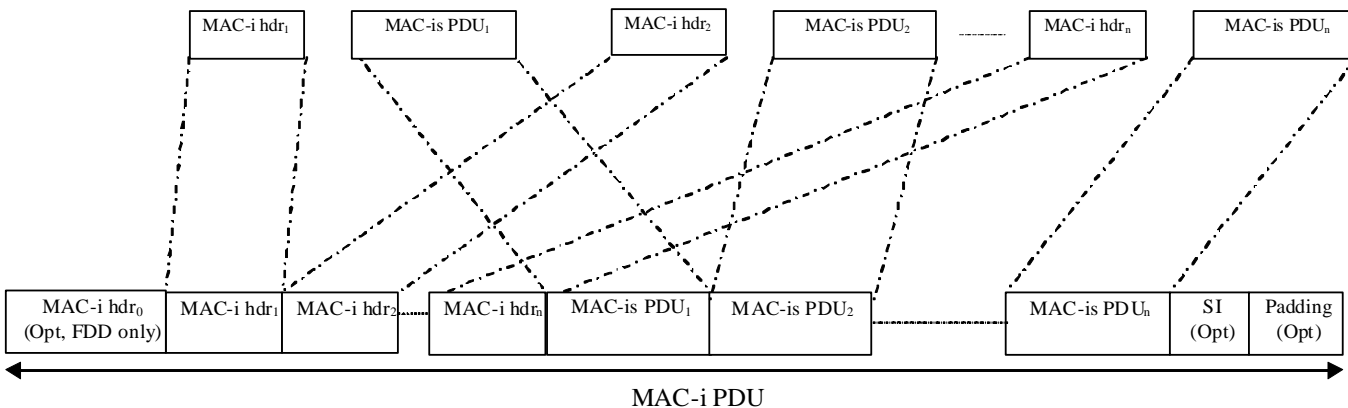 MAC-i hdr₁ MAC-is PDU₁ MAC-i hdr₂ MAC-is PDU₂ MAC-i hdrₙ MAC-is PDUₙ
MAC-i hdr₀ (Opt, FDD only) MAC-i hdr₁ MAC-i hdr₂ MAC-i hdrₙ MAC-is PDU₁ MAC-is PDU₂ MAC-is PDUₙ SI (Opt) Padding (Opt)
MAC-i PDU